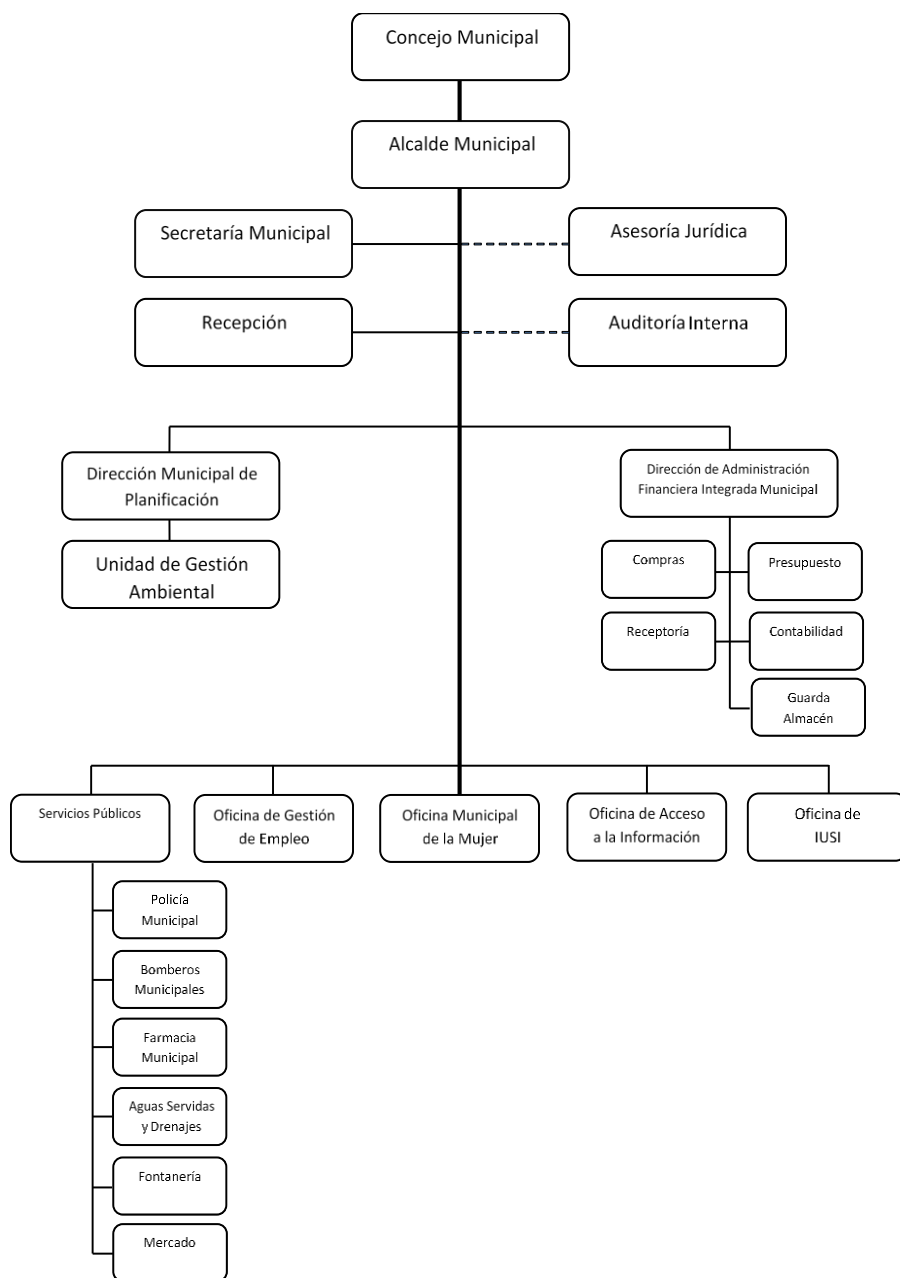 Concejo Municipal
Alcalde Municipal
Secretaría Municipal
Asesoría Jurídica
Recepción
Auditoría Interna
Dirección Municipal de
Planificación
Unidad de Gestión
Ambiental
Dirección de Administración
Financiera Integrada Municipal
Compras
Presupuesto
Receptoría
Contabilidad
Guarda
Almacén
Servicios Públicos
Oficina de Gestión
de Empleo
Oficina Municipal
de la Mujer
Oficina de Acceso
a la Información
Oficina de
IUSI
Policía
Municipal
Bomberos
Municipales
Farmacia
Municipal
Aguas Servidas
y Drenajes
Fontanería
Mercado